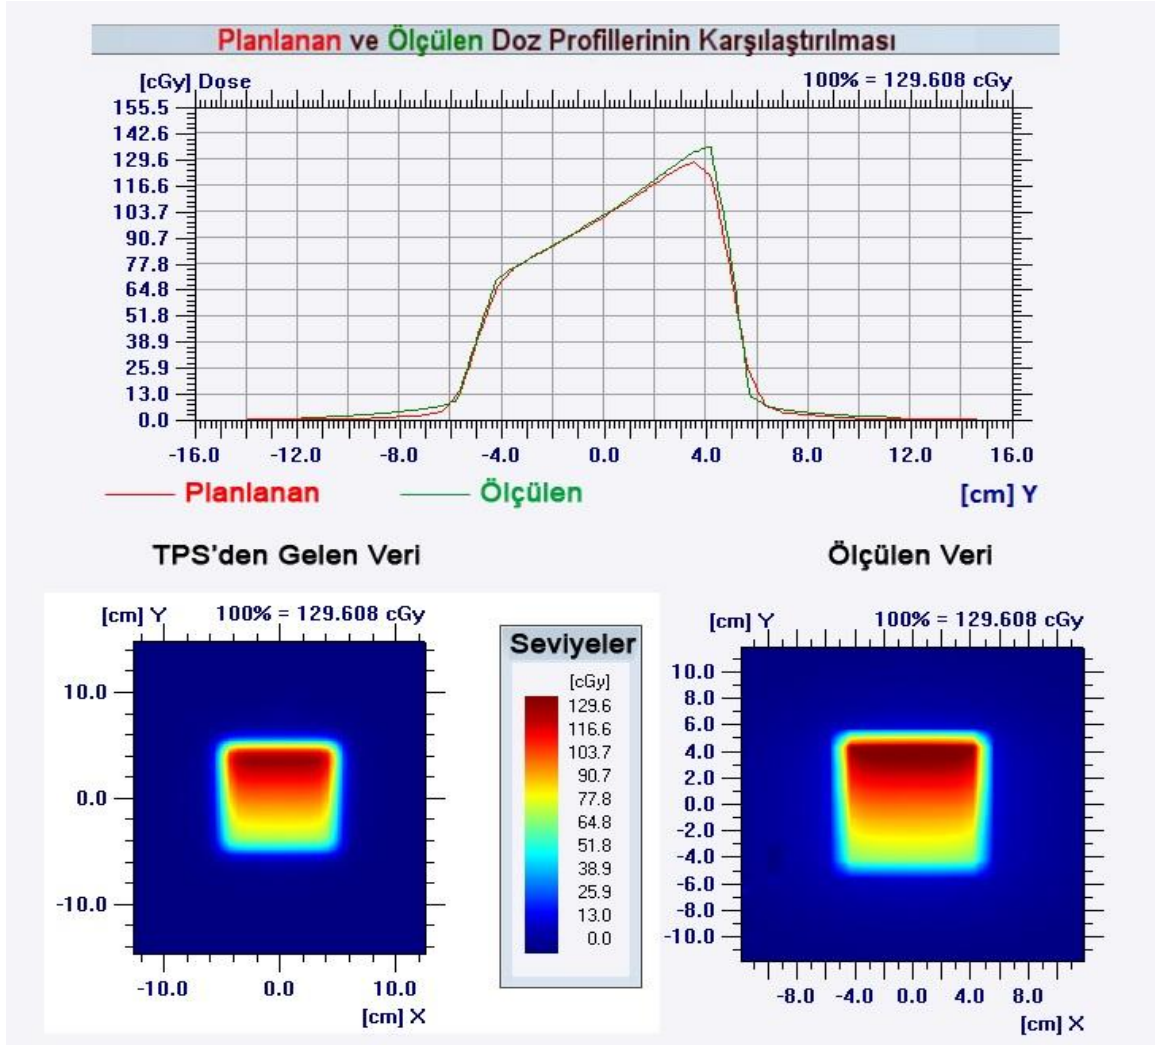 Planlanan ve Ölçülen Doz Profillerinin Karşılaştırılması
[cGy] Dose 100% = 129.608 cGy
155.5
142.6
129.6
116.6
103.7
90.7
77.8
64.8
51.8
38.9
25.9
13.0
0.0
-16.0 -12.0 -8.0 -4.0 0.0 4.0 8.0 12.0 16.0
Planlanan Ölçülen [cm] Y
TPS'den Gelen Veri
[cm] Y 100% = 129.608 cGy
10.0
0.0
-10.0
-10.0 0.0 10.0
[cm] X
Seviyeler
[cGy]
129.6
116.6
103.7
90.7
77.8
64.8
51.8
38.9
25.9
13.0
0.0
Ölçülen Veri
[cm] Y 100% = 129.608 cGy
10.0
8.0
6.0
4.0
2.0
0.0
-2.0
-4.0
-6.0
-8.0
-10.0
-8.0 -4.0 0.0 4.0 8.0
[cm] X